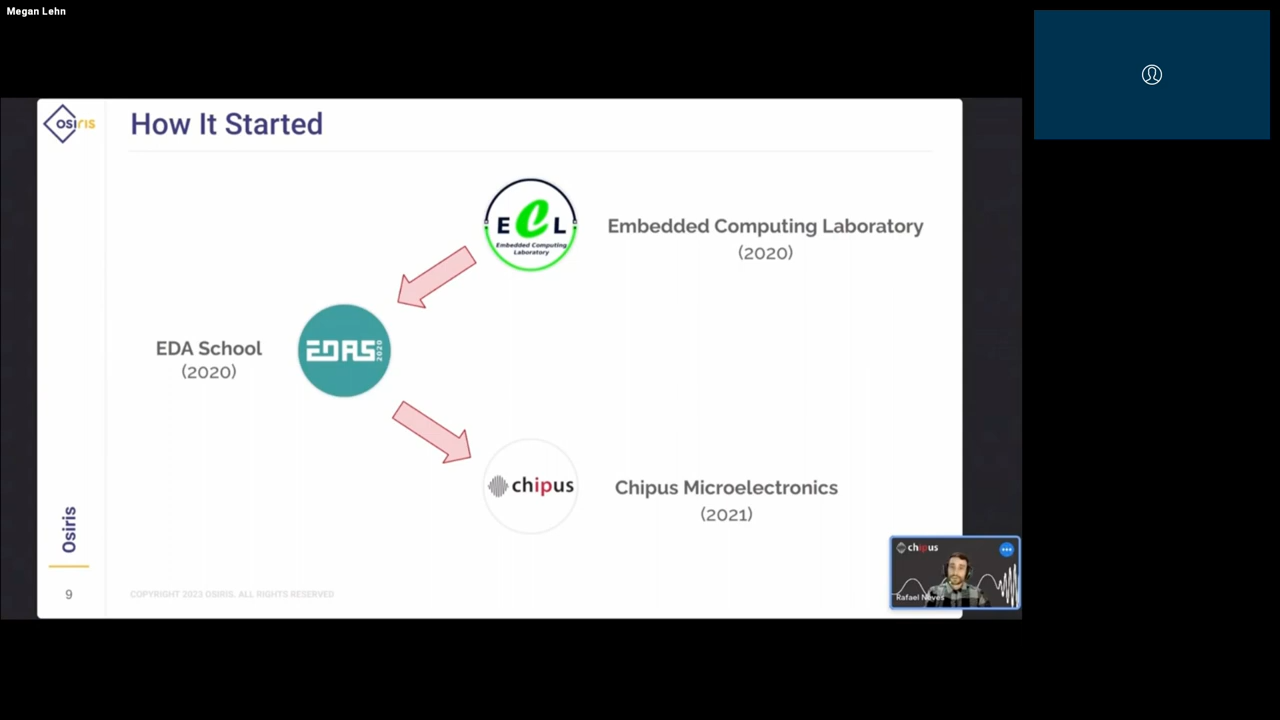 Megan Lehn
osiris
How It Started
E e L
Embedded Computing
Laboratory
Embedded Computing Laboratory
(2020)
EDA School
(2020)
EDAS 2020
chipus
Chipus Microelectronics
(2021)
Osiris
9
COPYRIGHT 2023 OSIRIS. ALL RIGHTS RESERVED
chipus
Rafael Neves